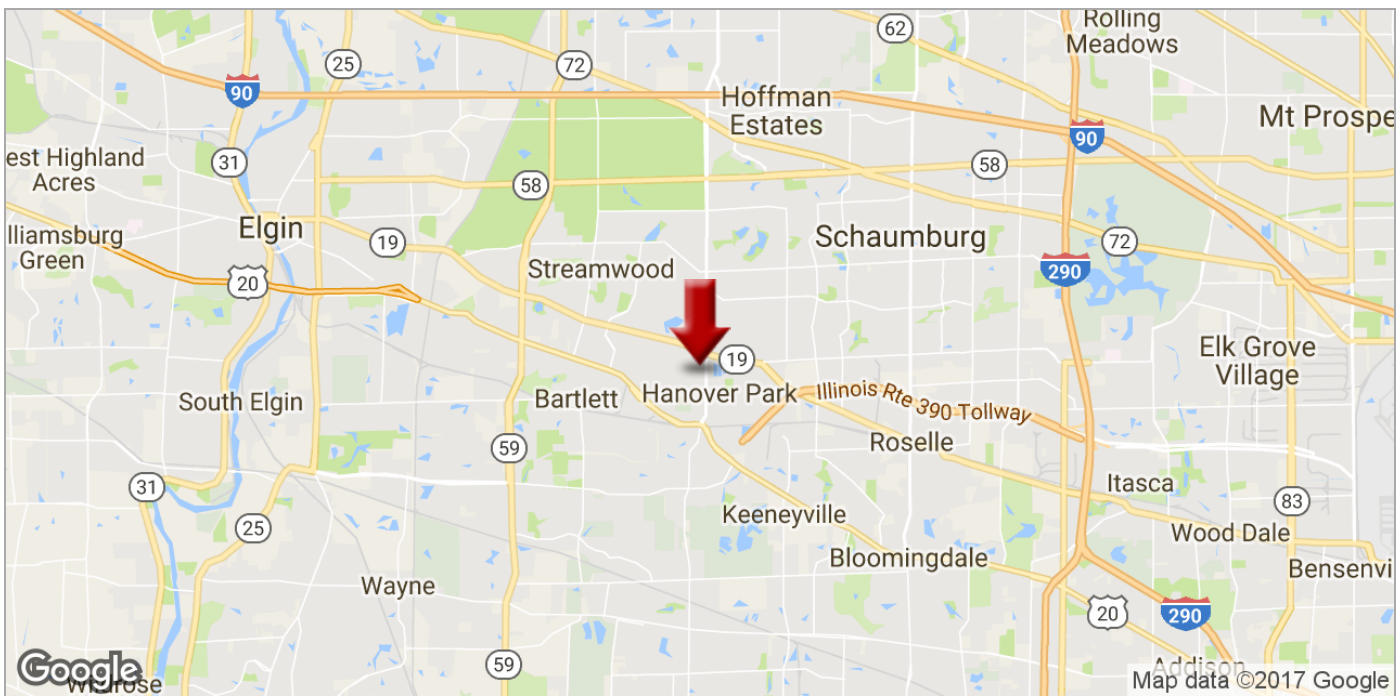 Rolling
Meadows
62
25
72
90
Hoffman
Estates
Mt Prospe
90
31
est Highland
Acres
58
58
Elgin
19
lliamsburg
Green
Schaumburg
72
Streamwood
290
20
19
Elk Grove
Village
Hanover Park
Illinois Rte 390 Tollway
Bartlett
South Elgin
Roselle
59
31
Itasca
83
Keeneyville
25
Wood Dale
Bloomingdale
Bensenvi
Wayne
20
290
59
Addison
Google
Map data ©2017 Google